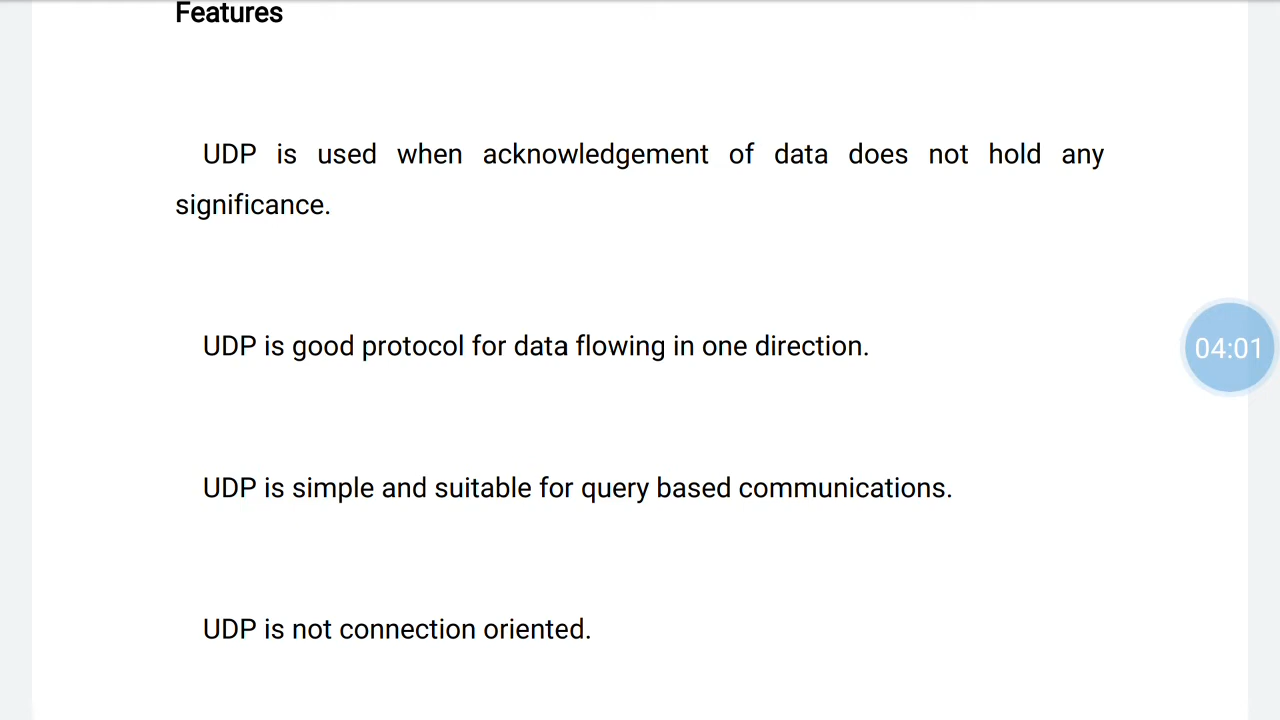 Features
UDP is used when acknowledgement of data does not hold any
significance.
UDP is good protocol for data flowing in one direction.
04:01
UDP is simple and suitable for query based communications.
UDP is not connection oriented.